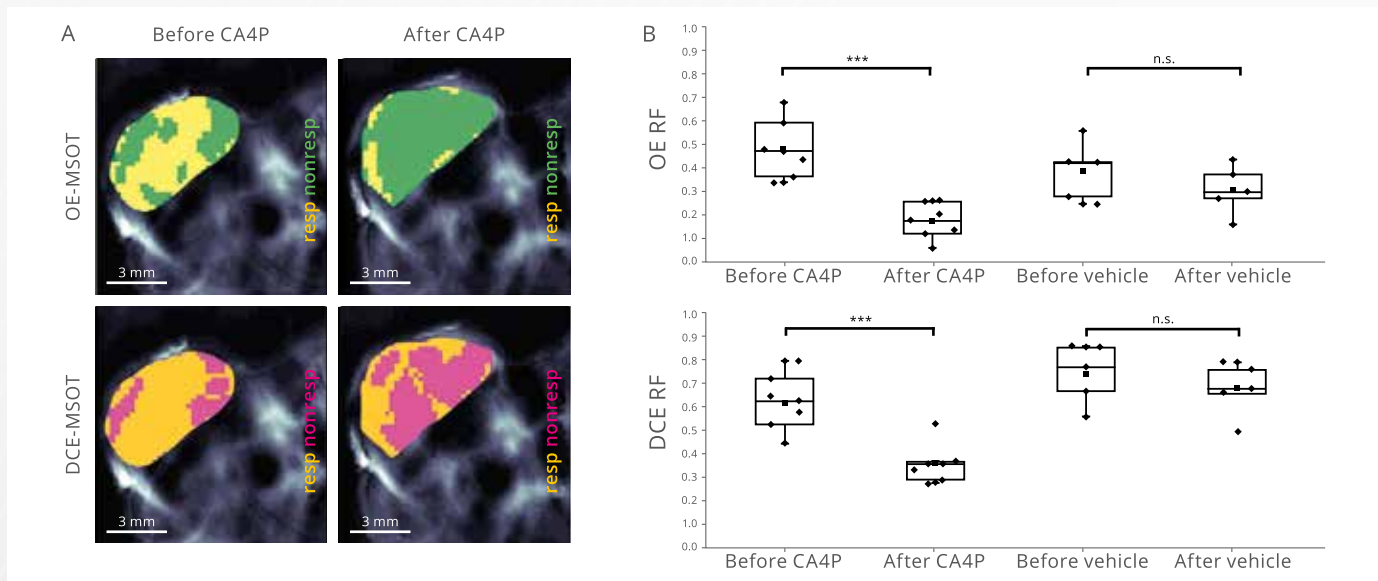 A
Before CA4P
After CA4P
OE-MSOT
resp nonresp
3 mm
resp nonresp
3 mm
DCE-MSOT
resp nonresp
3 mm
resp nonresp
3 mm
B
OE RF
1.0
0.9
0.8
0.7
0.6
0.5
0.4
0.3
0.2
1.0
0.0
***
n.s.
Before CA4P
After CA4P
Before vehicle
After vehicle
DCE RF
1.0
0.9
0.8
0.7
0.6
0.5
0.4
0.3
0.2
1.0
0.0
***
n.s.
Before CA4P
After CA4P
Before vehicle
After vehicle